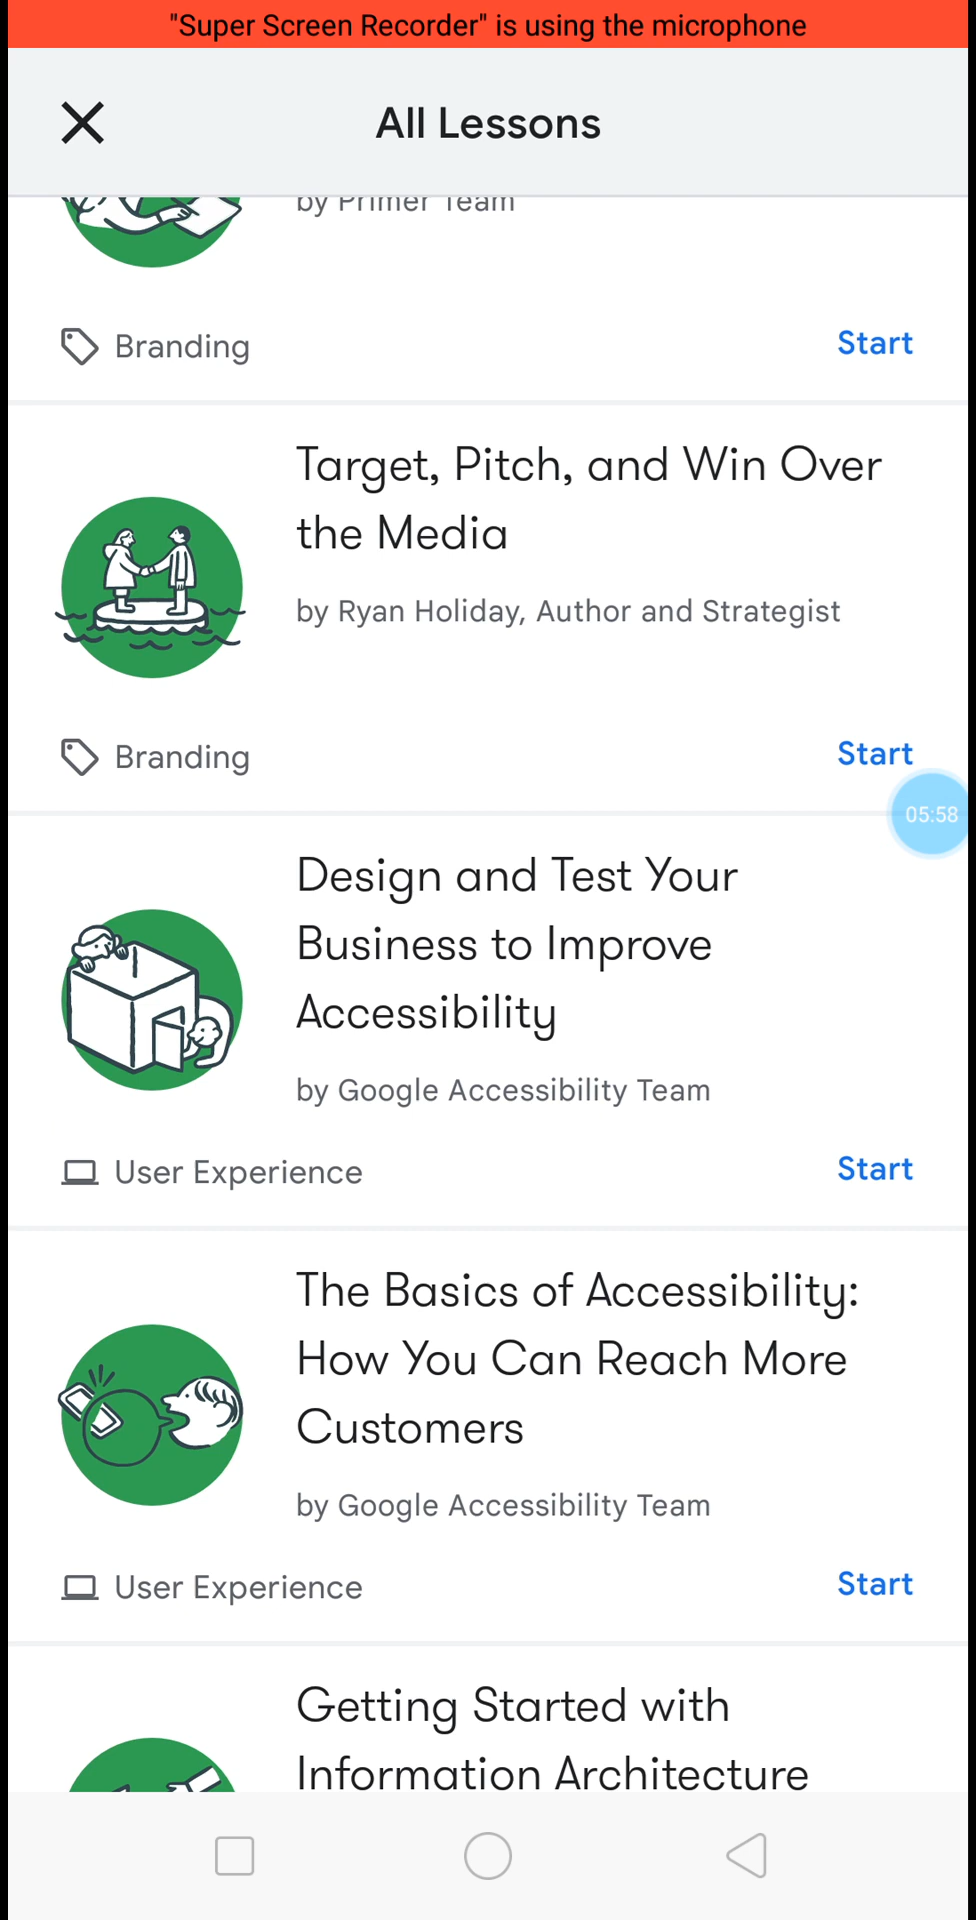 "Super Screen Recorder" is using the microphone
All Lessons
by Primer Team
Branding
Start
Target, Pitch, and Win Over
the Media
by Ryan Holiday, Author and Strategist
Branding
Start
05:58
Design and Test Your
Business to Improve
Accessibility
by Google Accessibility Team
User Experience
Start
The Basics of Accessibility:
How You Can Reach More
Customers
by Google Accessibility Team
User Experience
Start
Getting Started with
Information Architecture